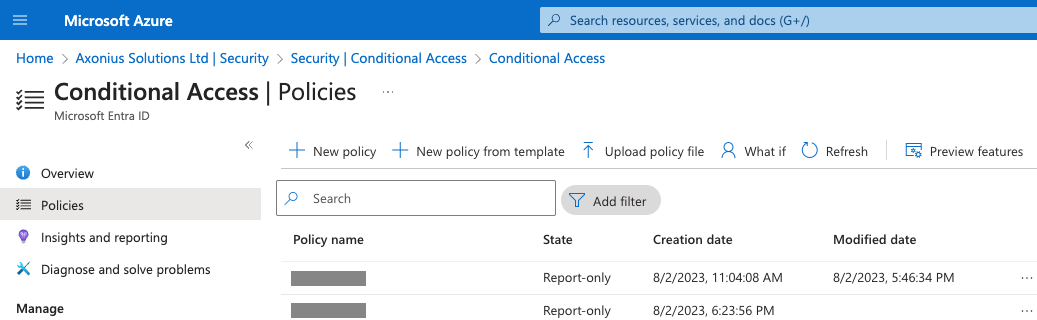 Microsoft Azure
Search resources, services, and docs (G+/)
Home > Axonius Solutions Ltd | Security > Security | Conditional Access > Conditional Access
Conditional Access | Policies ...
Microsoft Entra ID
«
New policy
New policy from template
Upload policy file
What if
Refresh
Preview features
Overview
Policies
Insights and reporting
Diagnose and solve problems
Manage
Search
Add filter
Policy name State Creation date Modified date
Report-only 8/2/2023, 11:04:08 AM 8/2/2023, 5:46:34 PM ...
Report-only 8/2/2023, 6:23:56 PM ...